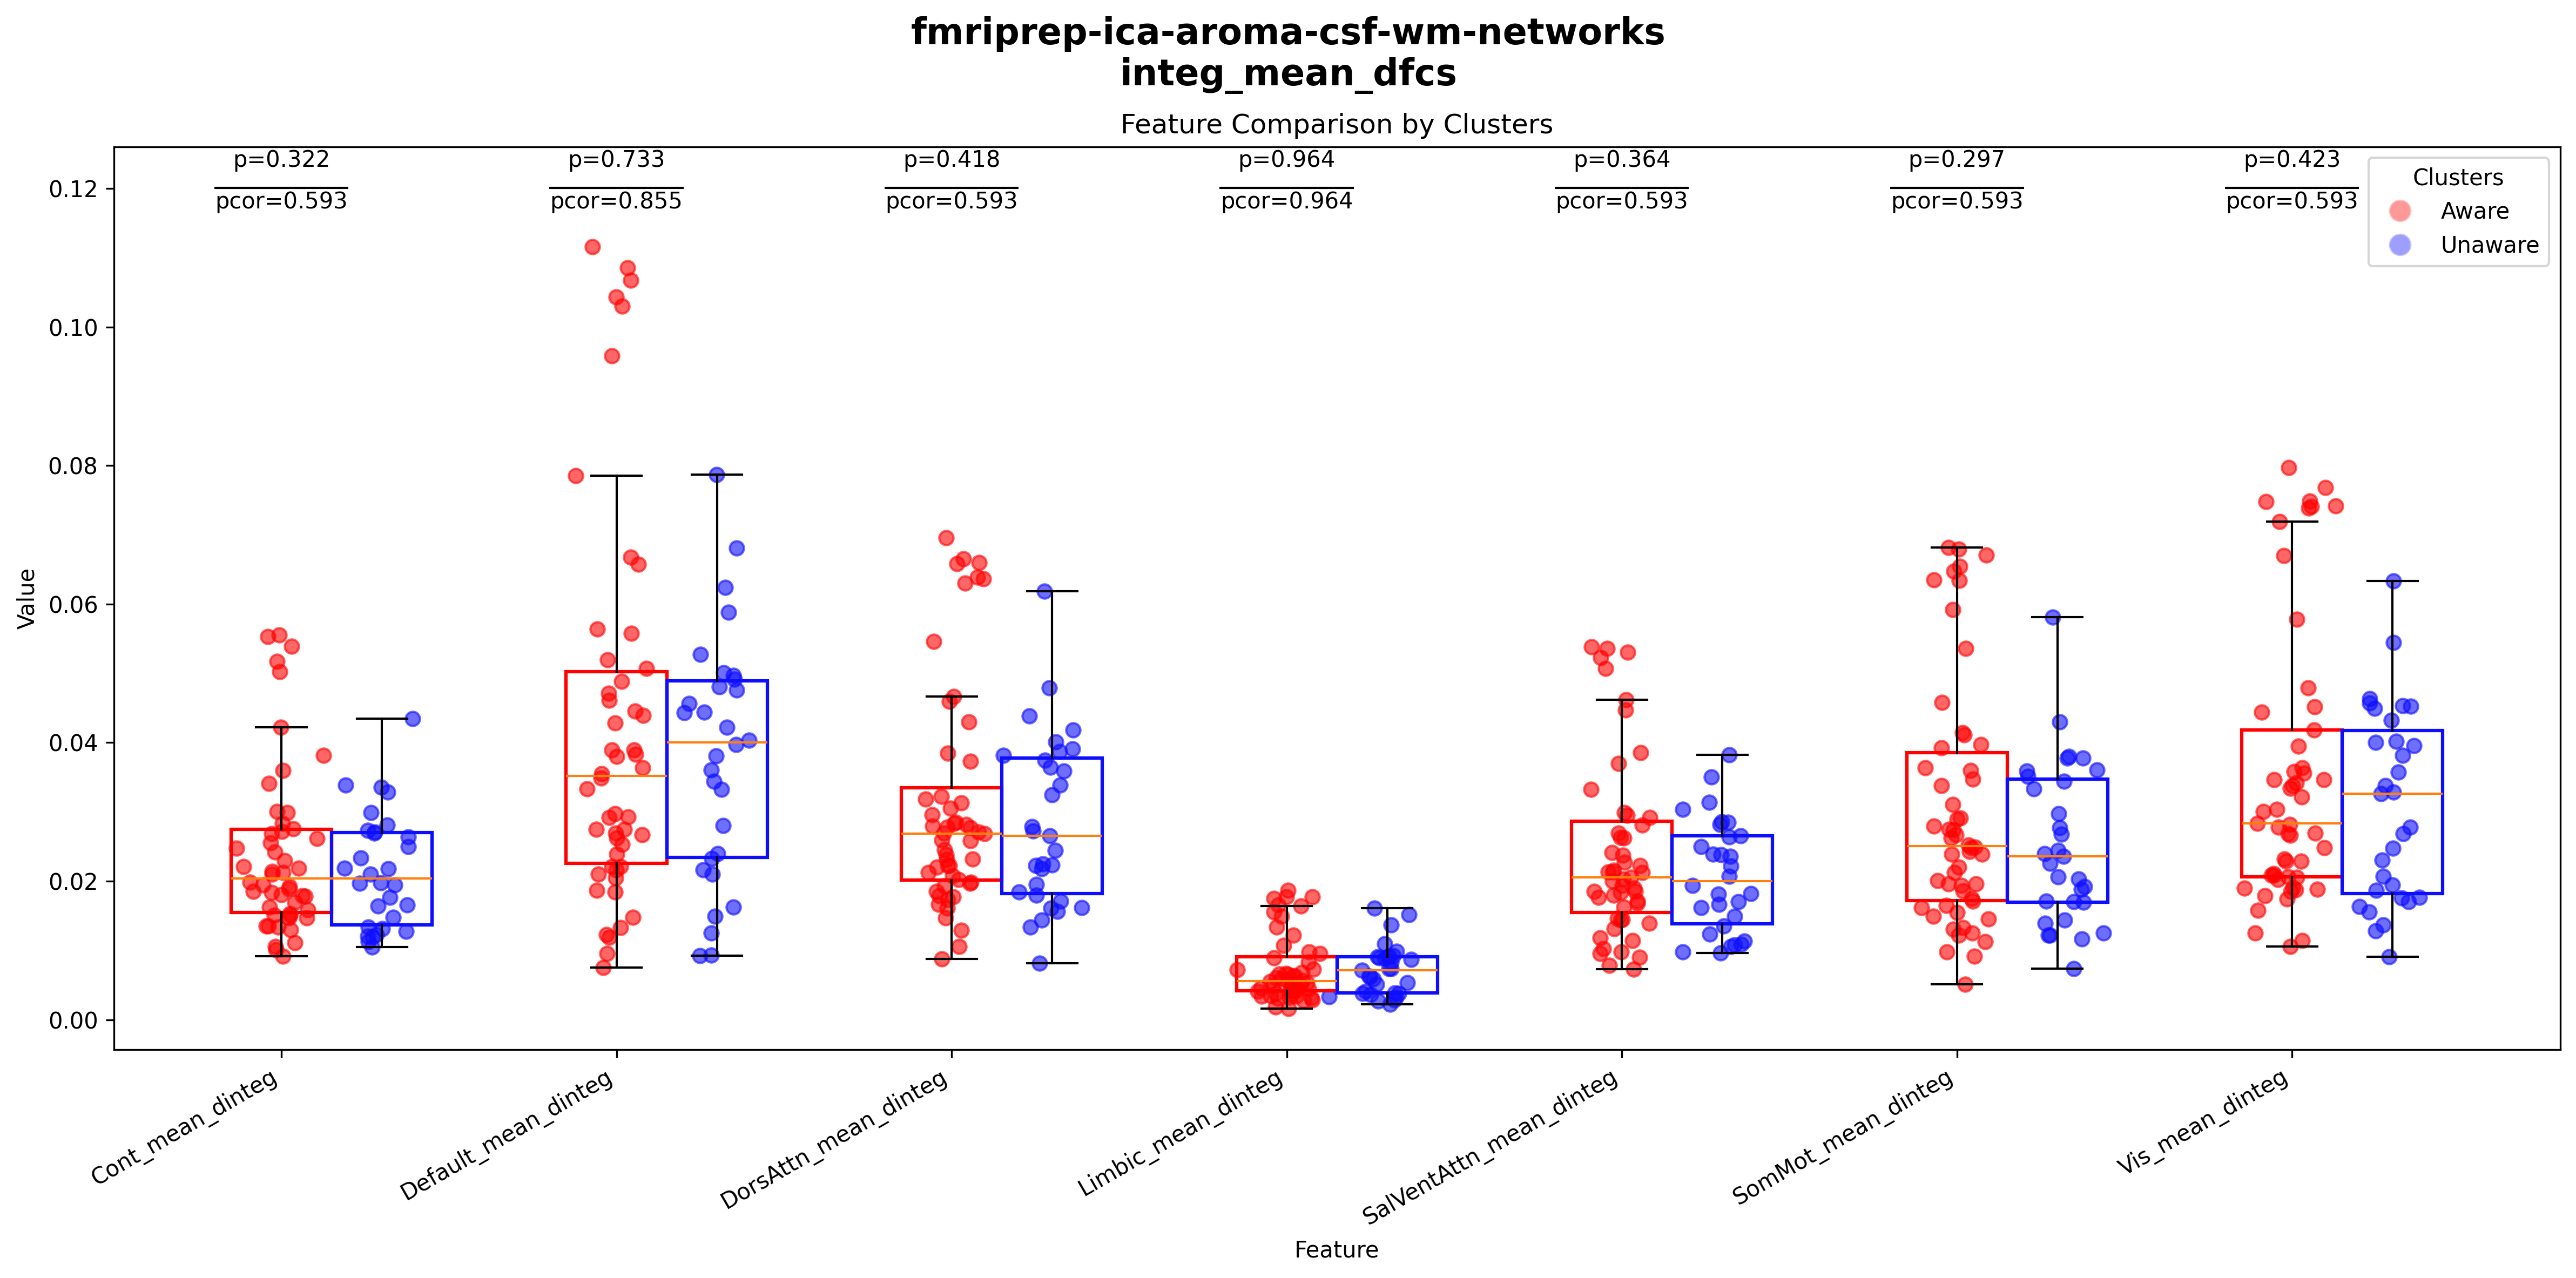 fmriprep-ica-aroma-csf-wm-networks
integ_mean_dfcs
Feature Comparison by Clusters
p=0.322
pcor=0.593
p=0.733
pcor=0.855
p=0.418
pcor=0.593
p=0.964
pcor=0.964
p=0.364
pcor=0.593
p=0.297
pcor=0.593
p=0.423
pcor=0.593
Clusters
Aware
Unaware
Value
0.12
0.10
0.08
0.06
0.04
0.02
0.00
Cont_mean_dinteg
Default_mean_dinteg
DorsAttn_mean_dinteg
Limbic_mean_dinteg
SalVentAttn_mean_dinteg
SomMot_mean_dinteg
Vis_mean_dinteg
Feature